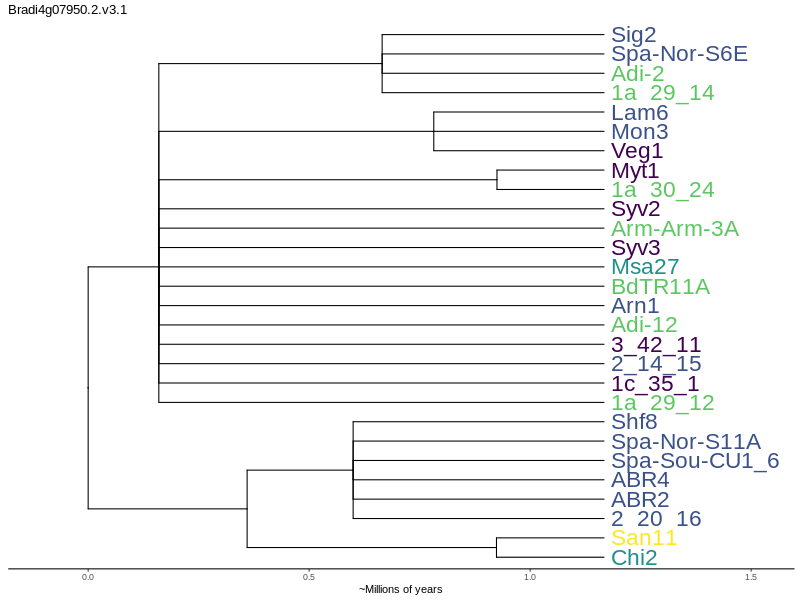 Bradi4g07950.2.v3.1
Sig2
Spa-Nor-S6E
Adi-2
1a_29_14
Lam6
Mon3
Veg1
Myt1
1a_30_24
Syv2
Arm-Arm-3A
Syv3
Msa27
BdTR11A
Arn1
Adi-12
3_42_11
2_14_15
1c_35_1
1a_29_12
Shf8
Spa-Nor-S11A
Spa-Sou-CU1_6
ABR4
ABR2
2_20_16
San11
Chi2
0.0 0.5 1.0 1.5
~Millions of years